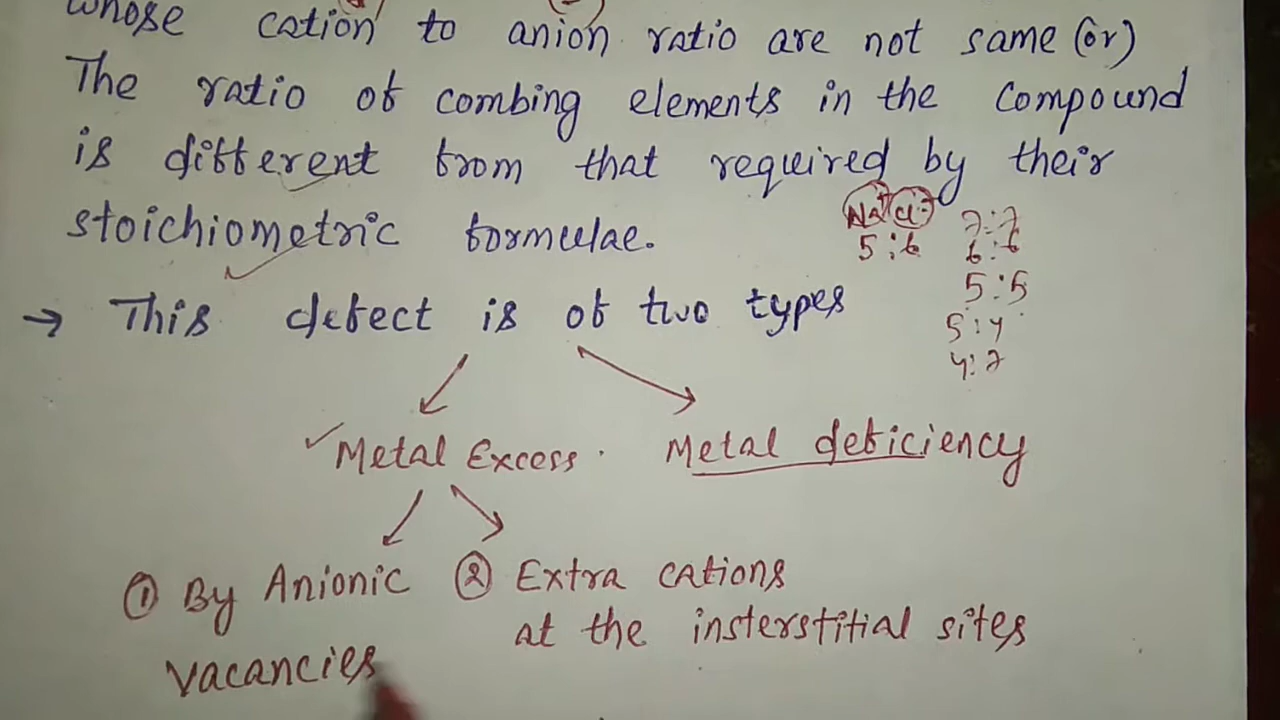 whose cation to anion ratio are not same (or)
The ratio of combing elements in the compound
is different from that required by their
stoichiometric formulae.
Na+ Cl-
5:6
7:7
6:6
5:5
5:4
4:7
→ This defect is of two types
✓Metal Excess. Metal deficiency
① By Anionic
vacancies
② Extra cations
at the insterstitial sites